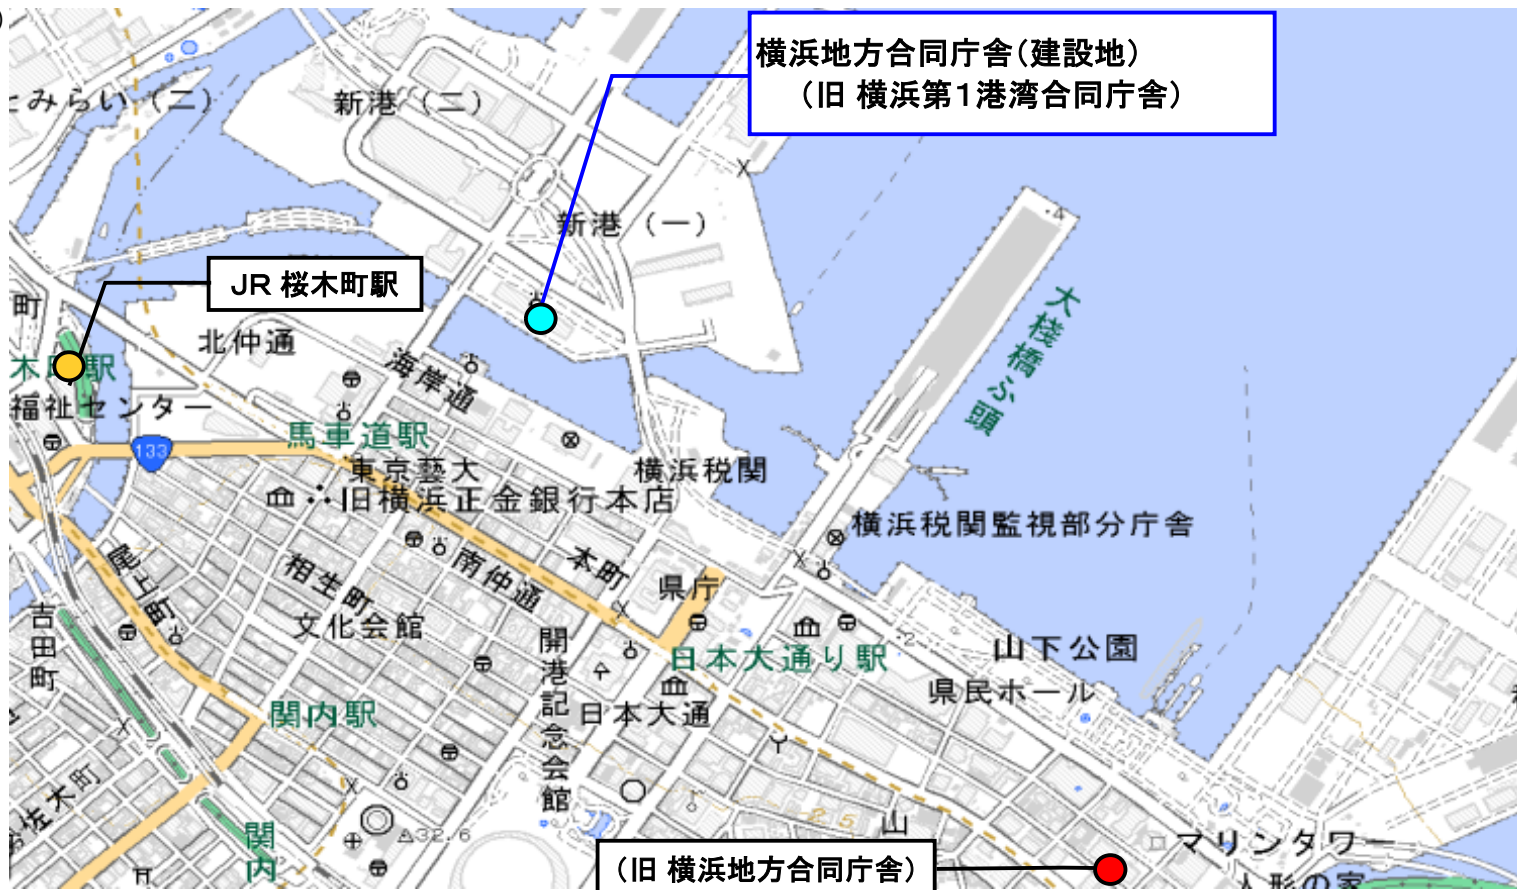 横浜地方合同庁舎(建設地)
(旧 横浜第1港湾合同庁舎)
とみらい(二)
新港(二)
新港(一)
・4
JR 桜木町駅
町
北仲通
大桟橋ふ頭
海岸通
木町駅
福祉センター
133
馬車道駅
東京藝大
横浜税関
旧横浜正金銀行本店
横浜税関監視部分庁舎
尾上町
相生町
南仲通
本町
県庁
吉田町
文化会館
開港記念会館
・2
山下公園
日本大通り駅
県民ホール
関内駅
日本大通
佐木町
25
山
32.6
関内
マリンタワー
(旧 横浜地方合同庁舎)
人形の家